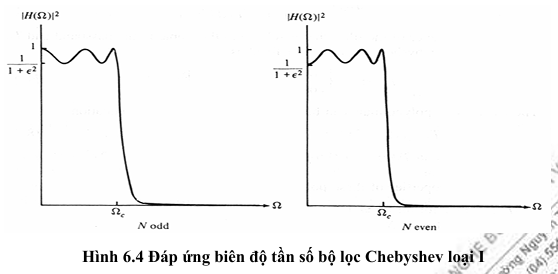 |H(Ω)|²
1
1
1 + ϵ²
Ω
Ωc
N odd
|H(Ω)|²
1
1
1 + ϵ²
Ω
Ωc
N even
Hình 6.4 Đáp ứng biên độ tần số bộ lọc Chebyshev loại I